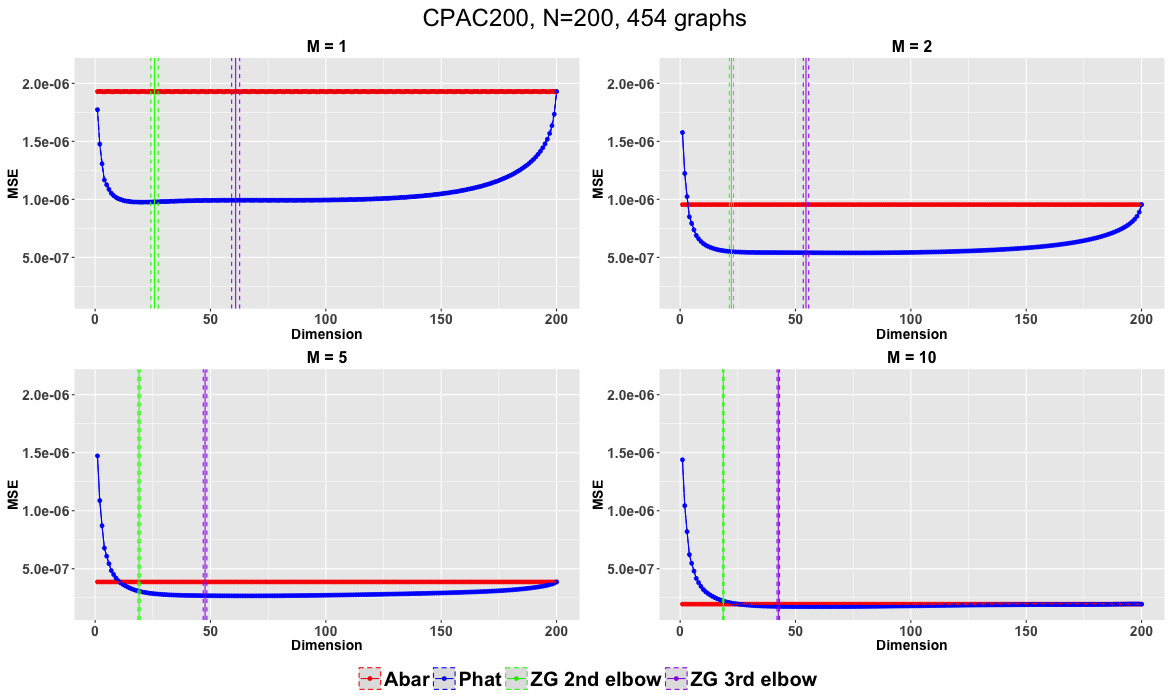 CPAC200, N=200, 454 graphs
M = 1
M = 2
2.0e-06
1.5e-06
1.0e-06
5.0e-07
MSE
0 50 100 150 200
Dimension
2.0e-06
1.5e-06
1.0e-06
5.0e-07
MSE
0 50 100 150 200
Dimension
M = 5
M = 10
2.0e-06
1.5e-06
1.0e-06
5.0e-07
MSE
0 50 100 150 200
Dimension
2.0e-06
1.5e-06
1.0e-06
5.0e-07
MSE
0 50 100 150 200
Dimension
Abar Phat ZG 2nd elbow ZG 3rd elbow